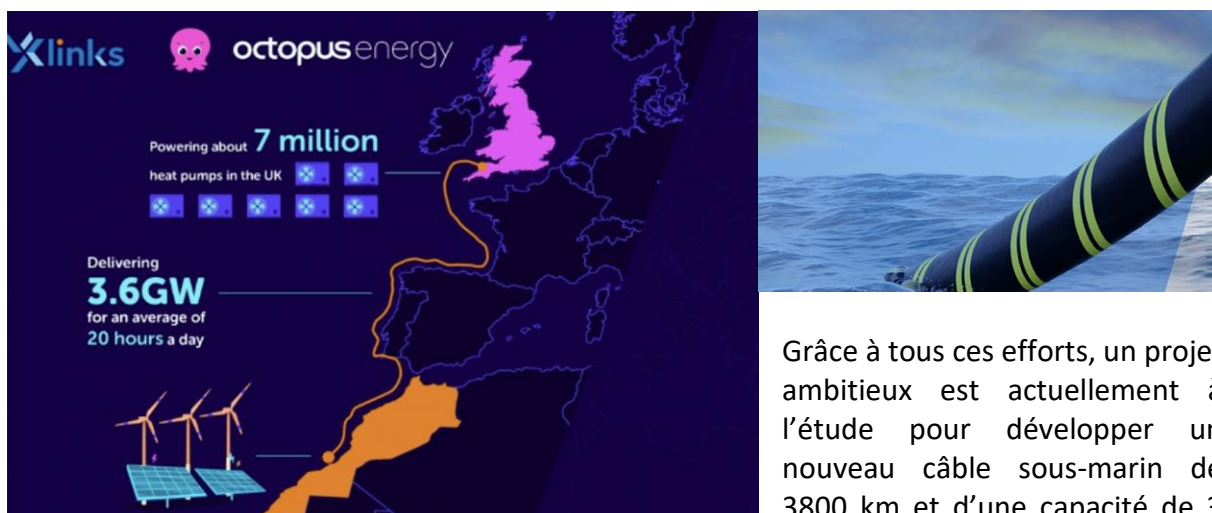 Xlinks octopus energy
Powering about 7 million
heat pumps in the UK
Delivering
3.6GW
for an average of
20 hours a day
Grâce à tous ces efforts, un proje
ambitieux est actuellement
l'étude pour développer un
nouveau câble sous-marin de
3800 km et d'une capacité de